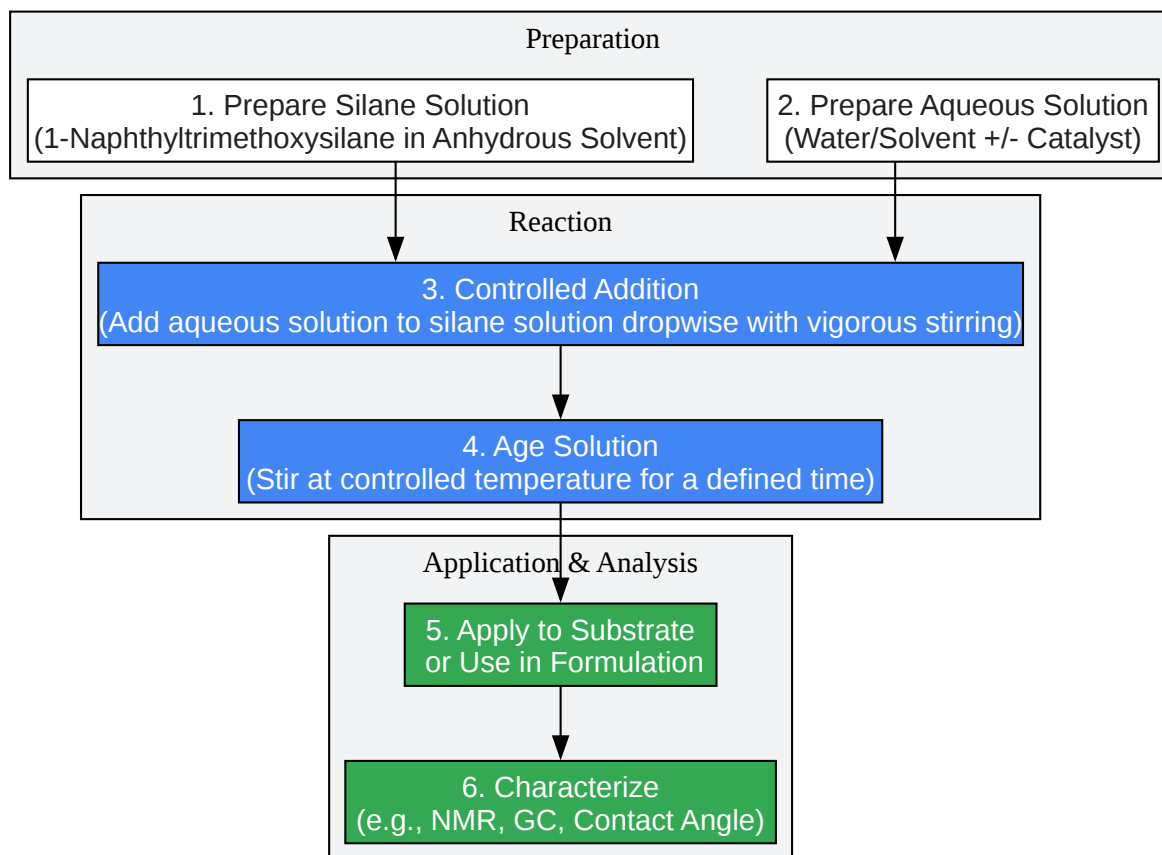 Preparation
1. Prepare Silane Solution
(1-Naphthyltrimethoxysilane in Anhydrous Solvent)
2. Prepare Aqueous Solution
(Water/Solvent +/- Catalyst)
Reaction
3. Controlled Addition
(Add aqueous solution to silane solution dropwise with vigorous stirring)
4. Age Solution
(Stir at controlled temperature for a defined time)
Application & Analysis
5. Apply to Substrate
or Use in Formulation
6. Characterize
(e.g., NMR, GC, Contact Angle)